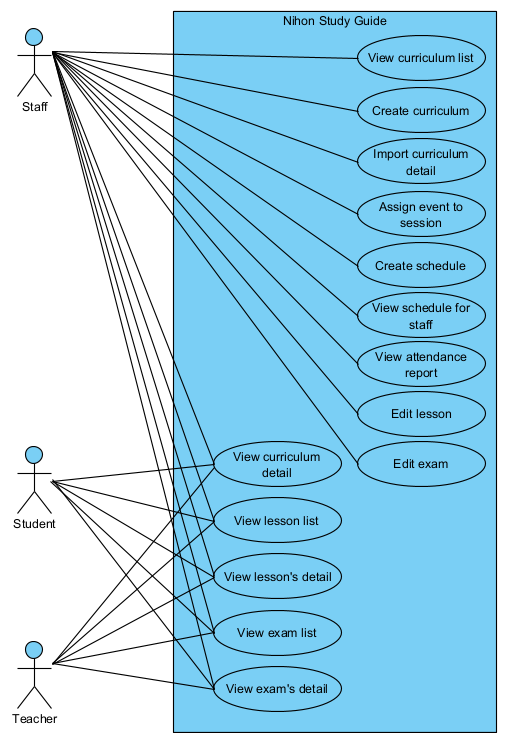 Nihon Study Guide
View curriculum list
Staff
Create curriculum
Import curriculum
detail
Assign event to
session
Create schedule
View schedule for
staff
View attendance
report
Edit lesson
View curriculum
detail
Edit exam
Student
View lesson list
View lesson's detail
View exam list
View exam's detail
Teacher